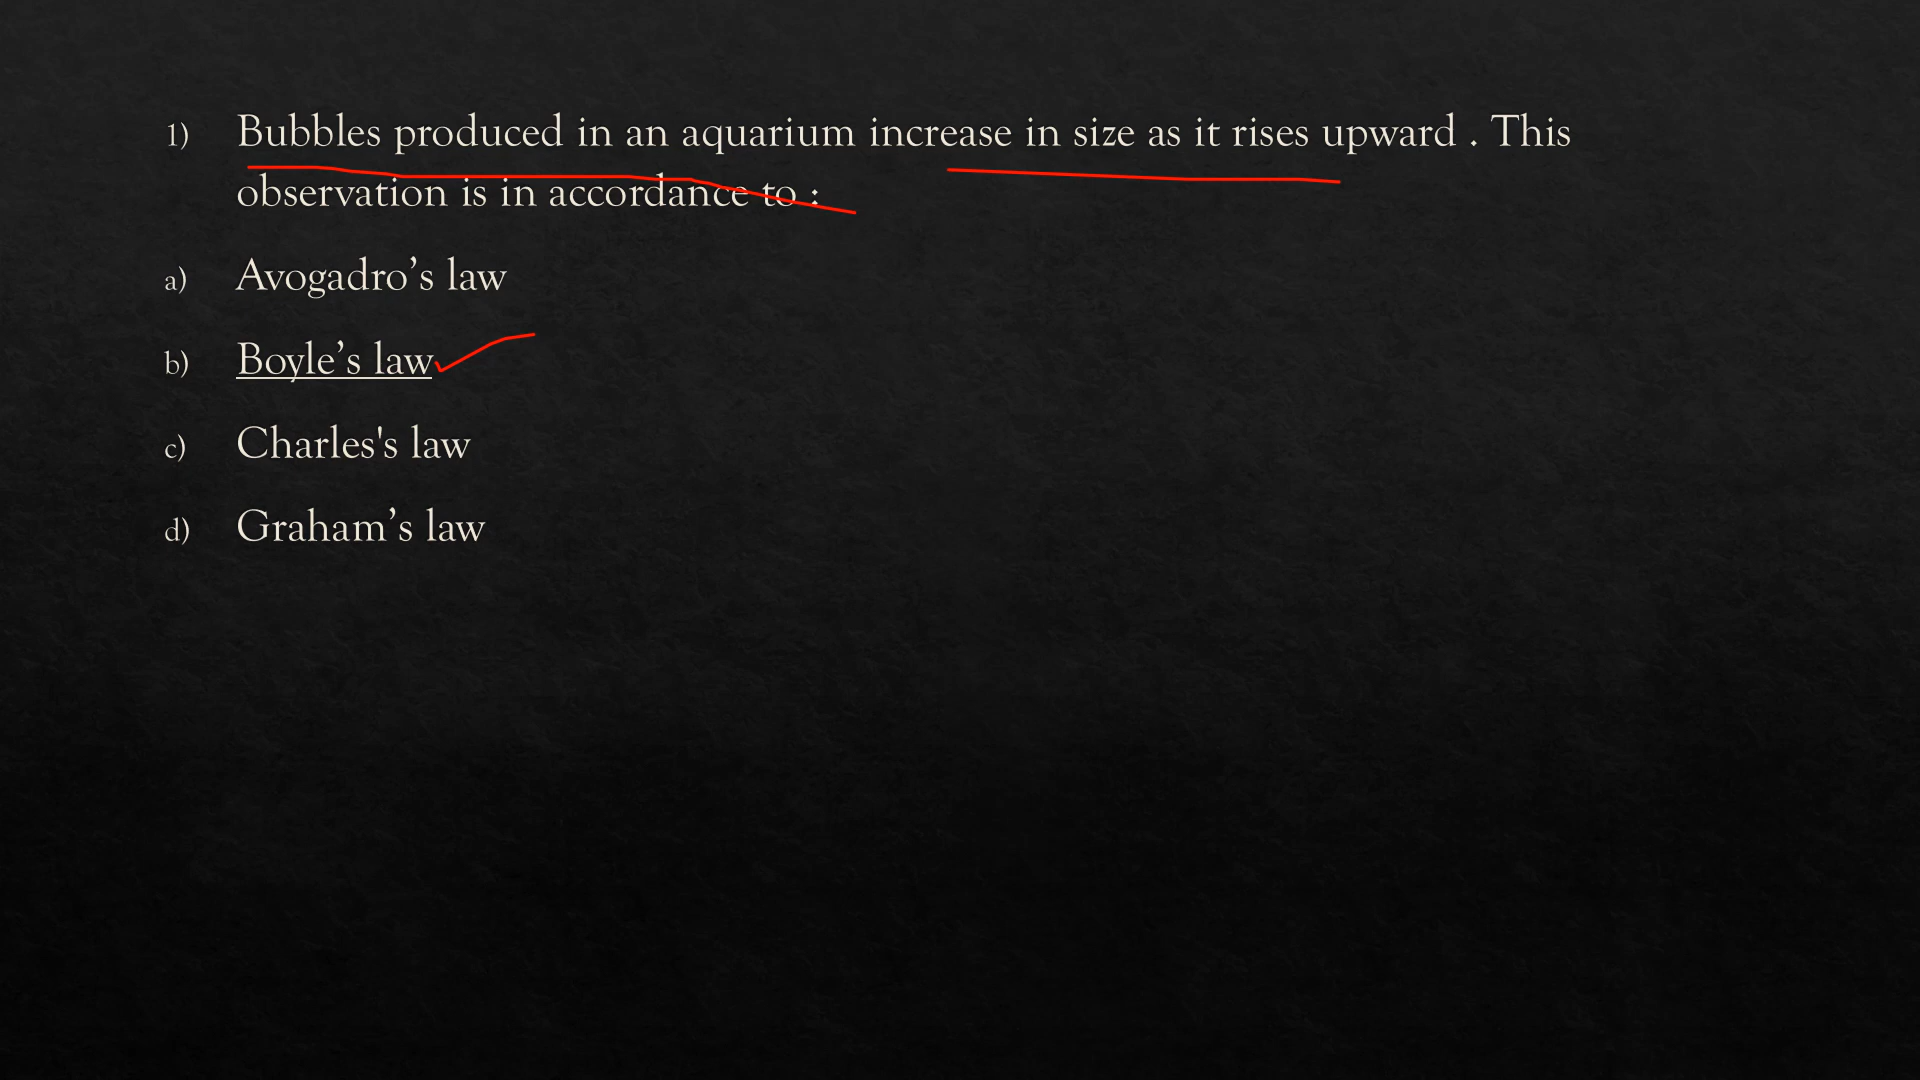 1) Bubbles produced in an aquarium increase in size as it rises upward . This
observation is in accordance to :
a) Avogadro’s law
b) Boyle’s law
c) Charles's law
d) Graham’s law